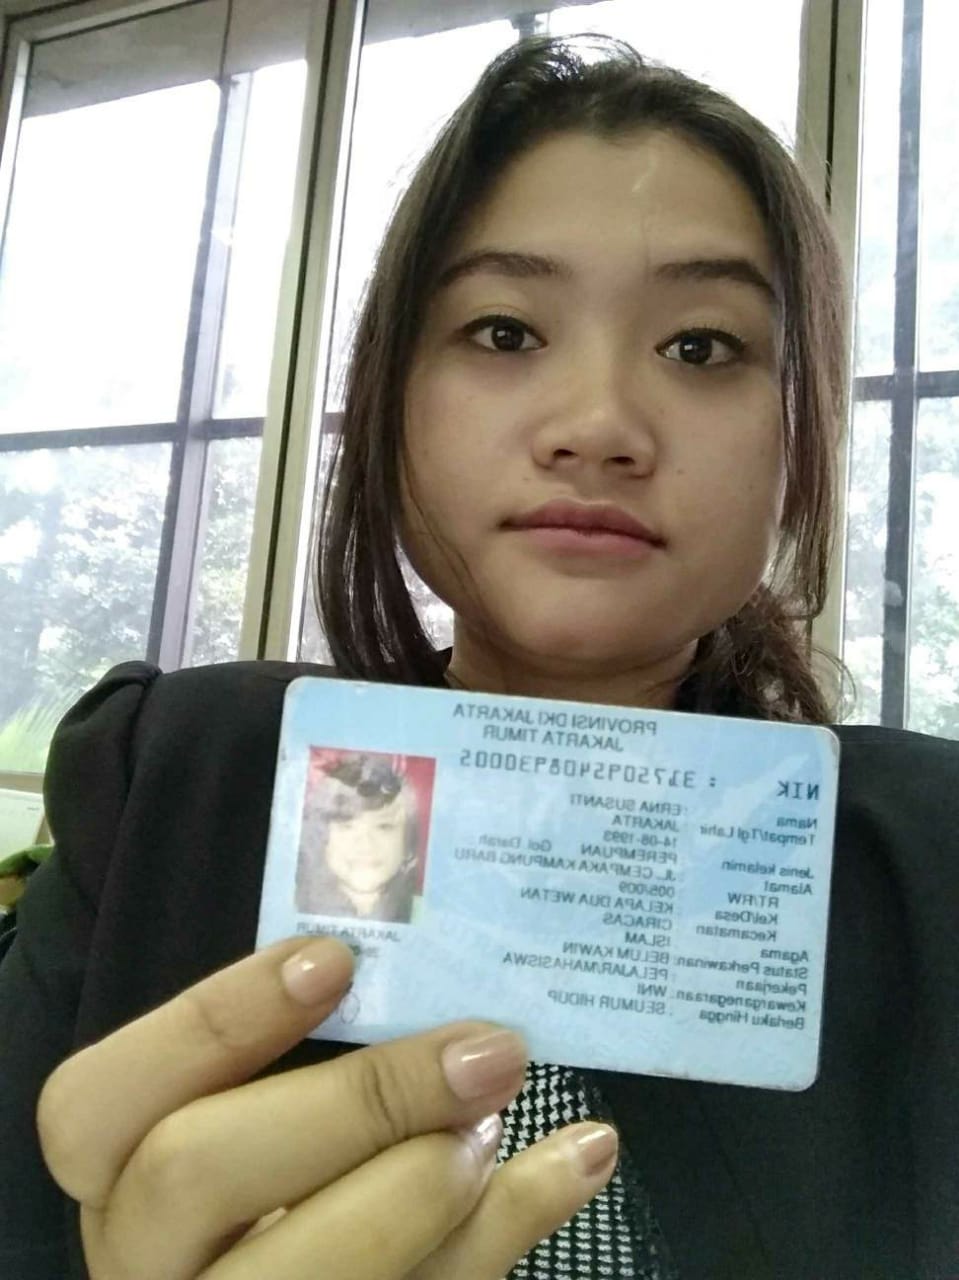 PROVINSI DKI JAKARTA
JAKARTA TIMUR
NIK : 3175095408930005
Nama : ERNA SUSANTI
Tempat/Tgl Lahir : JAKARTA
14-08-1993
Jenis kelamin : PEREMPUAN Gol Darah
Alamat : JL. CEMPAKA KAMPUNG BARU
RT/RW : 005/009
Kel/Desa : KELAPA DUA WETAN
Kecamatan : CIRACAS
Agama : ISLAM
Status Perkawinan: BELUM KAWIN
Pekerjaan : PELAJAR/MAHASISWA
Kewarganegaraan: WNI
Berlaku Hingga : SEUMUR HIDUP
JAKARTA TIMUR